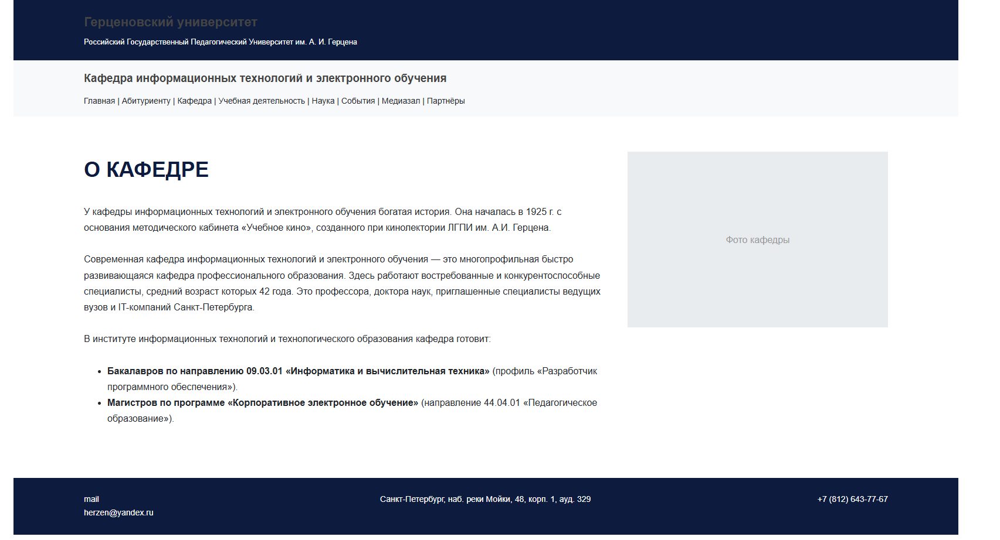 Герценовский университет
Российский Государственный Педагогический Университет им. А. И. Герцена
Кафедра информационных технологий и электронного обучения
Главная | Абитуриенту | Кафедра | Учебная деятельность | Наука | События | Медиазал | Партнёры
О КАФЕДРЕ
У кафедры информационных технологий и электронного обучения богатая история. Она началась в 1925 г. с
основания методического кабинета «Учебное кино», созданного при кинолектории ЛГПИ им. А.И. Герцена.
Современная кафедра информационных технологий и электронного обучения — это многопрофильная быстро
развивающаяся кафедра профессионального образования. Здесь работают востребованные и конкурентоспособные
специалисты, средний возраст которых 42 года. Это профессора, доктора наук, приглашенные специалисты ведущих
вузов и IT-компаний Санкт-Петербурга.
В институте информационных технологий и технологического образования кафедра готовит:
• Бакалавров по направлению 09.03.01 «Информатика и вычислительная техника» (профиль «Разработчик
программного обеспечения»).
• Магистров по программе «Корпоративное электронное обучение» (направление 44.04.01 «Педагогическое
образование»).
Фото кафедры
mail
herzen@yandex.ru
Санкт-Петербург, наб. реки Мойки, 48, корп. 1, ауд. 329
+7 (812) 643-77-67